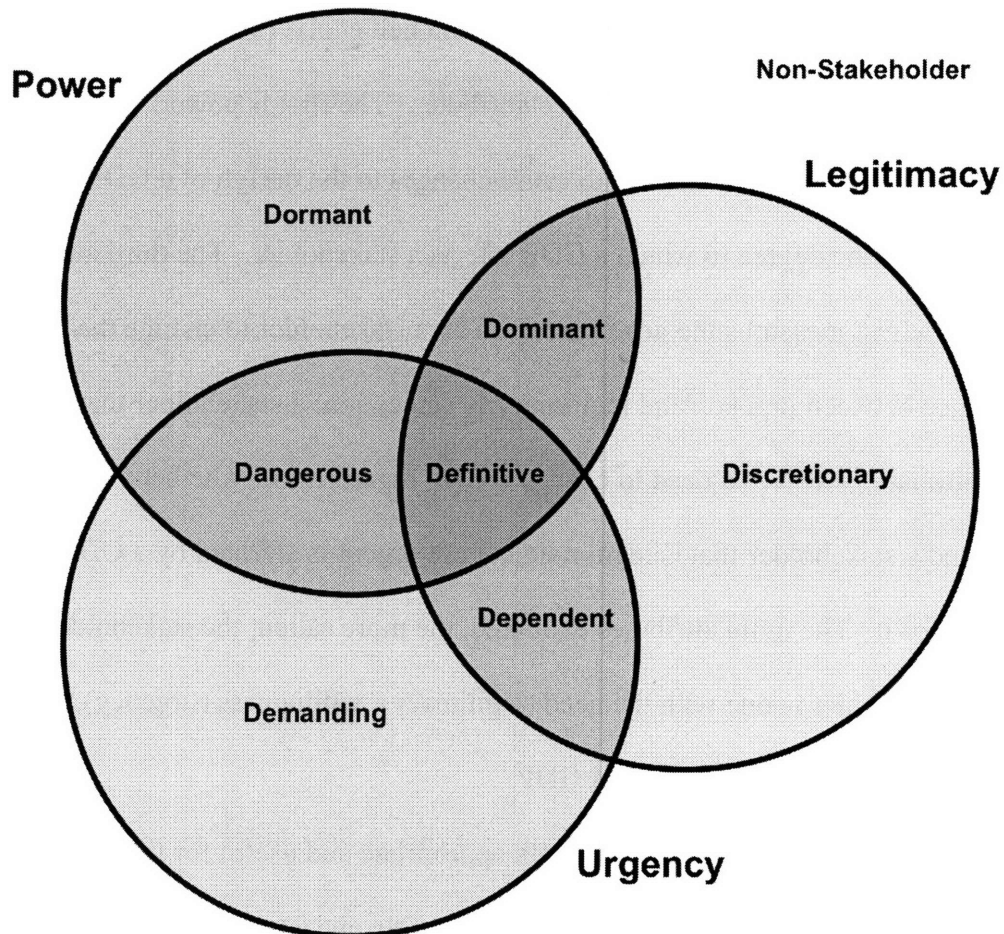 Non-Stakeholder
Power
Legitimacy
Dormant
Dominant
Dangerous
Definitive
Discretionary
Dependent
Demanding
Urgency